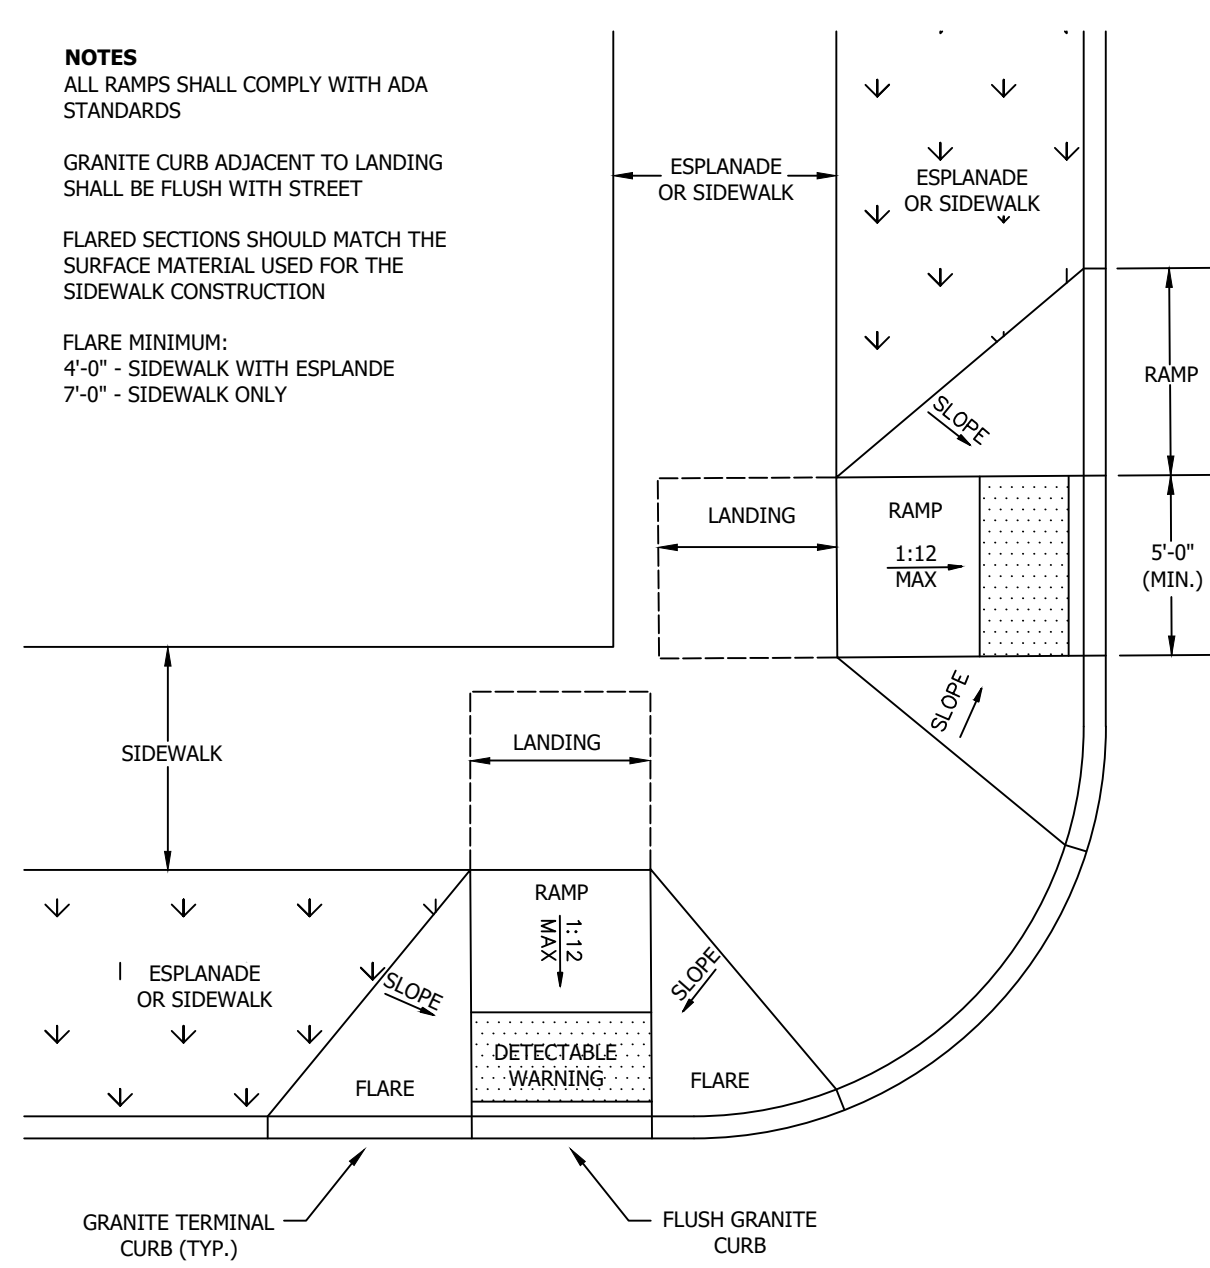 NOTES
ALL RAMPS SHALL COMPLY WITH ADA
STANDARDS
GRANITE CURB ADJACENT TO LANDING
SHALL BE FLUSH WITH STREET
FLARED SECTIONS SHOULD MATCH THE
SURFACE MATERIAL USED FOR THE
SIDEWALK CONSTRUCTION
FLARE MINIMUM:
4'-0" - SIDEWALK WITH ESPLANDE
7'-0" - SIDEWALK ONLY
ESPLANADE
OR SIDEWALK
ESPLANADE
OR SIDEWALK
RAMP
SLOPE
LANDING
RAMP
1:12
MAX
5'-0"
(MIN.)
SLOPE
SIDEWALK
LANDING
RAMP
1:12
MAX
ESPLANADE
OR SIDEWALK
SLOPE
SLOPE
DETECTABLE
WARNING
FLARE
FLARE
GRANITE TERMINAL
CURB (TYP.)
FLUSH GRANITE
CURB